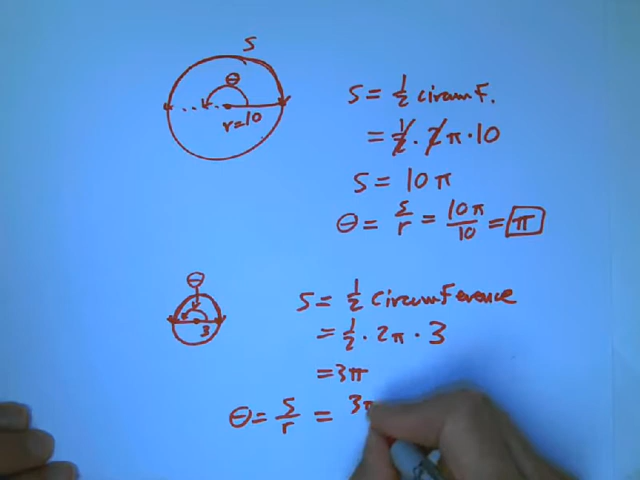 S
θ
r=10
S = 1/2 circumf.
= 1/2 · 2π · 10
S = 10π
θ = S/r = 10π/10 = π
θ
3
S = 1/2 circumference
= 1/2 · 2π · 3
= 3π
θ = S/r = 3π